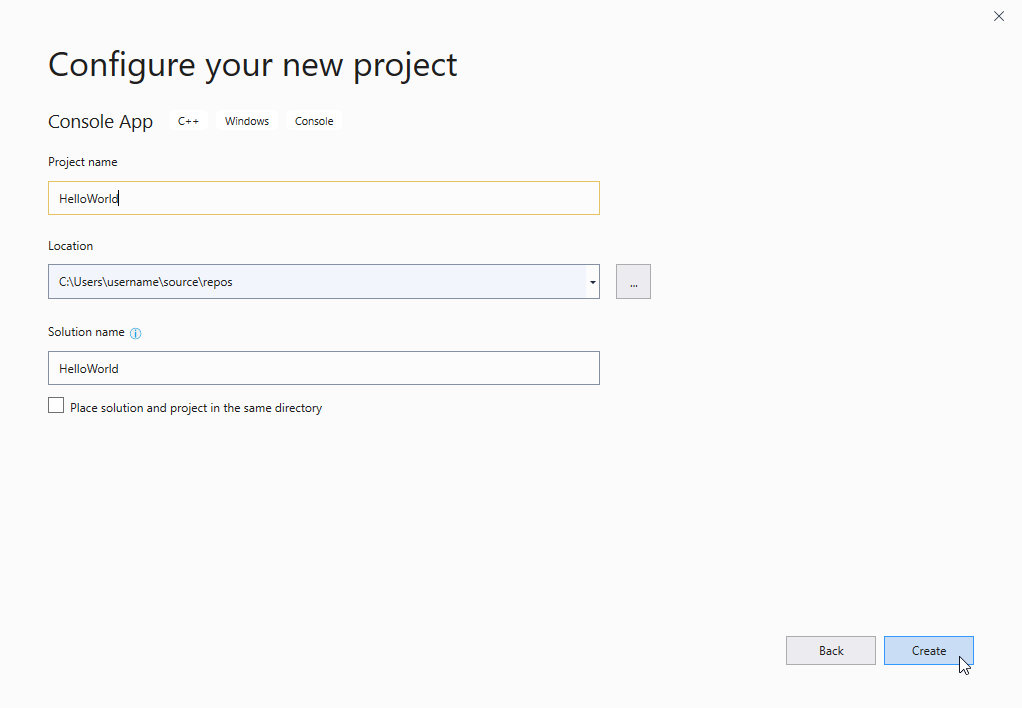 Configure your new project
Console App C++ Windows Console
Project name
HelloWorld
Location
C:\Users\username\source\repos
...
Solution name
HelloWorld
Place solution and project in the same directory
Back Create